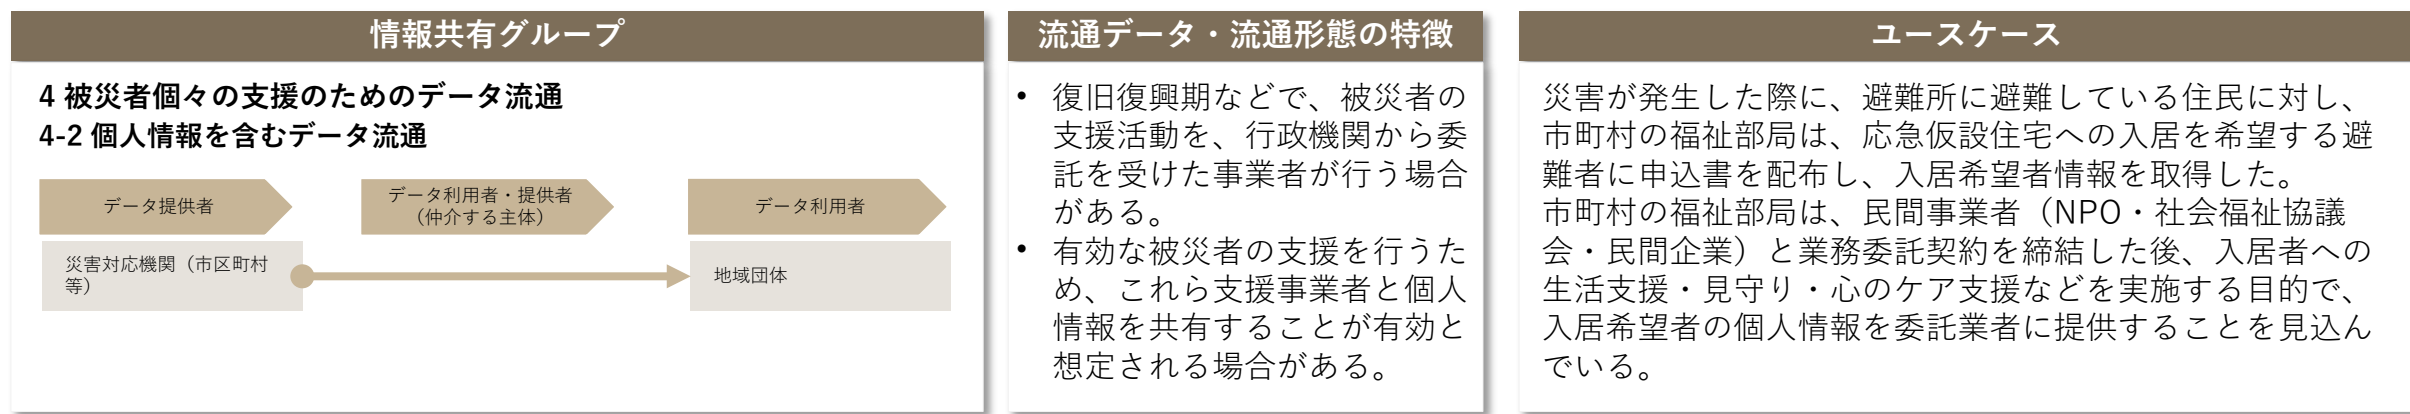 情報共有グループ
4 被災者個々の支援のためのデータ流通
4-2 個人情報を含むデータ流通
データ提供者
データ利用者・提供者
（仲介する主体）
データ利用者
災害対応機関（市区町村
等）
地域団体
流通データ・流通形態の特徴
• 復旧復興期などで、被災者の
支援活動を、行政機関から委
託を受けた事業者が行う場合
がある。
• 有効な被災者の支援を行うた
め、これら支援事業者と個人
情報を共有することが有効と
想定される場合がある。
ユースケース
災害が発生した際に、避難所に避難している住民に対し、
市町村の福祉部局は、応急仮設住宅への入居を希望する避
難者に申込書を配布し、入居希望者情報を取得した。
市町村の福祉部局は、民間事業者（NPO・社会福祉協議
会・民間企業）と業務委託契約を締結した後、入居者への
生活支援・見守り・心のケア支援などを実施する目的で、
入居希望者の個人情報を委託業者に提供することを見込ん
でいる。